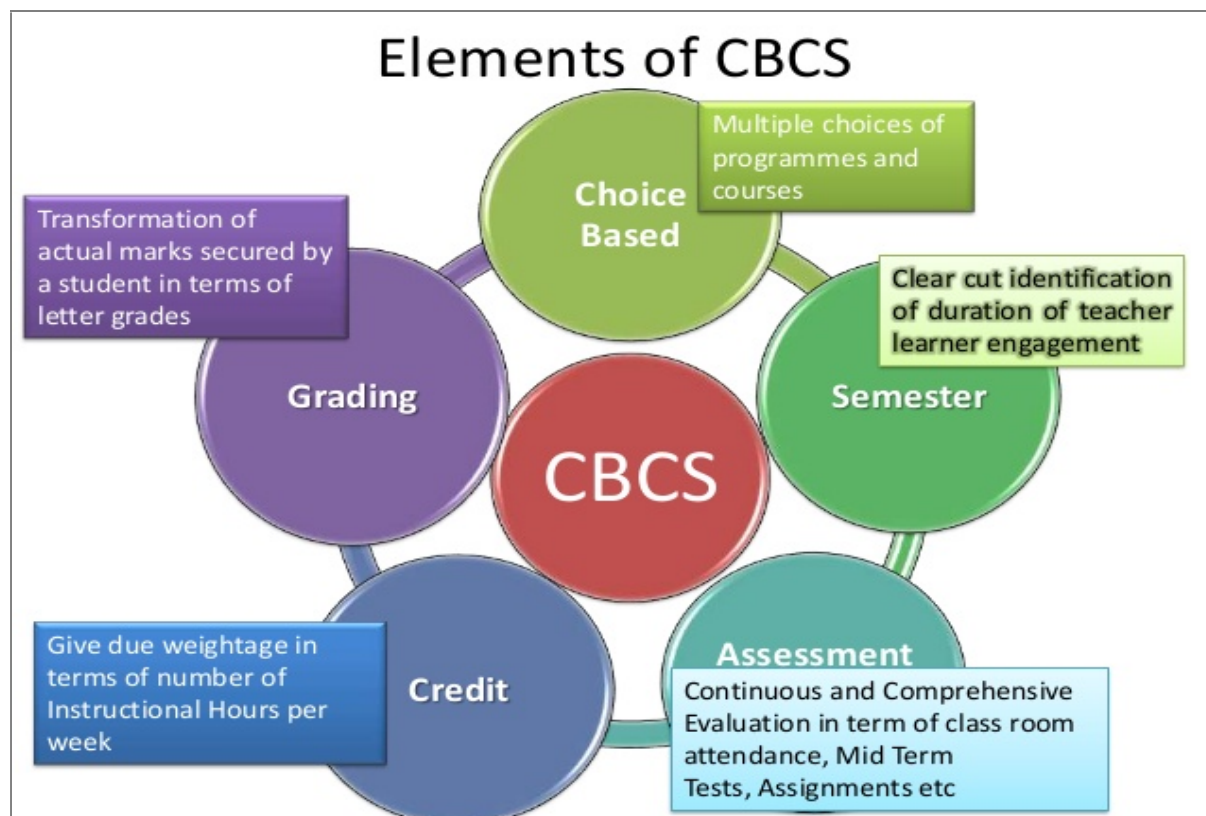 Elements of CBCS
Multiple choices of
programmes and
courses
Choice
Based
Transformation of
actual marks secured by
a student in terms of
letter grades
Clear cut identification
of duration of teacher
learner engagement
Grading
Semester
CBCS
Give due weightage in
terms of number of
Instructional Hours per
week
Credit
Assessment
Continuous and Comprehensive
Evaluation in term of class room
attendance, Mid Term
Tests, Assignments etc